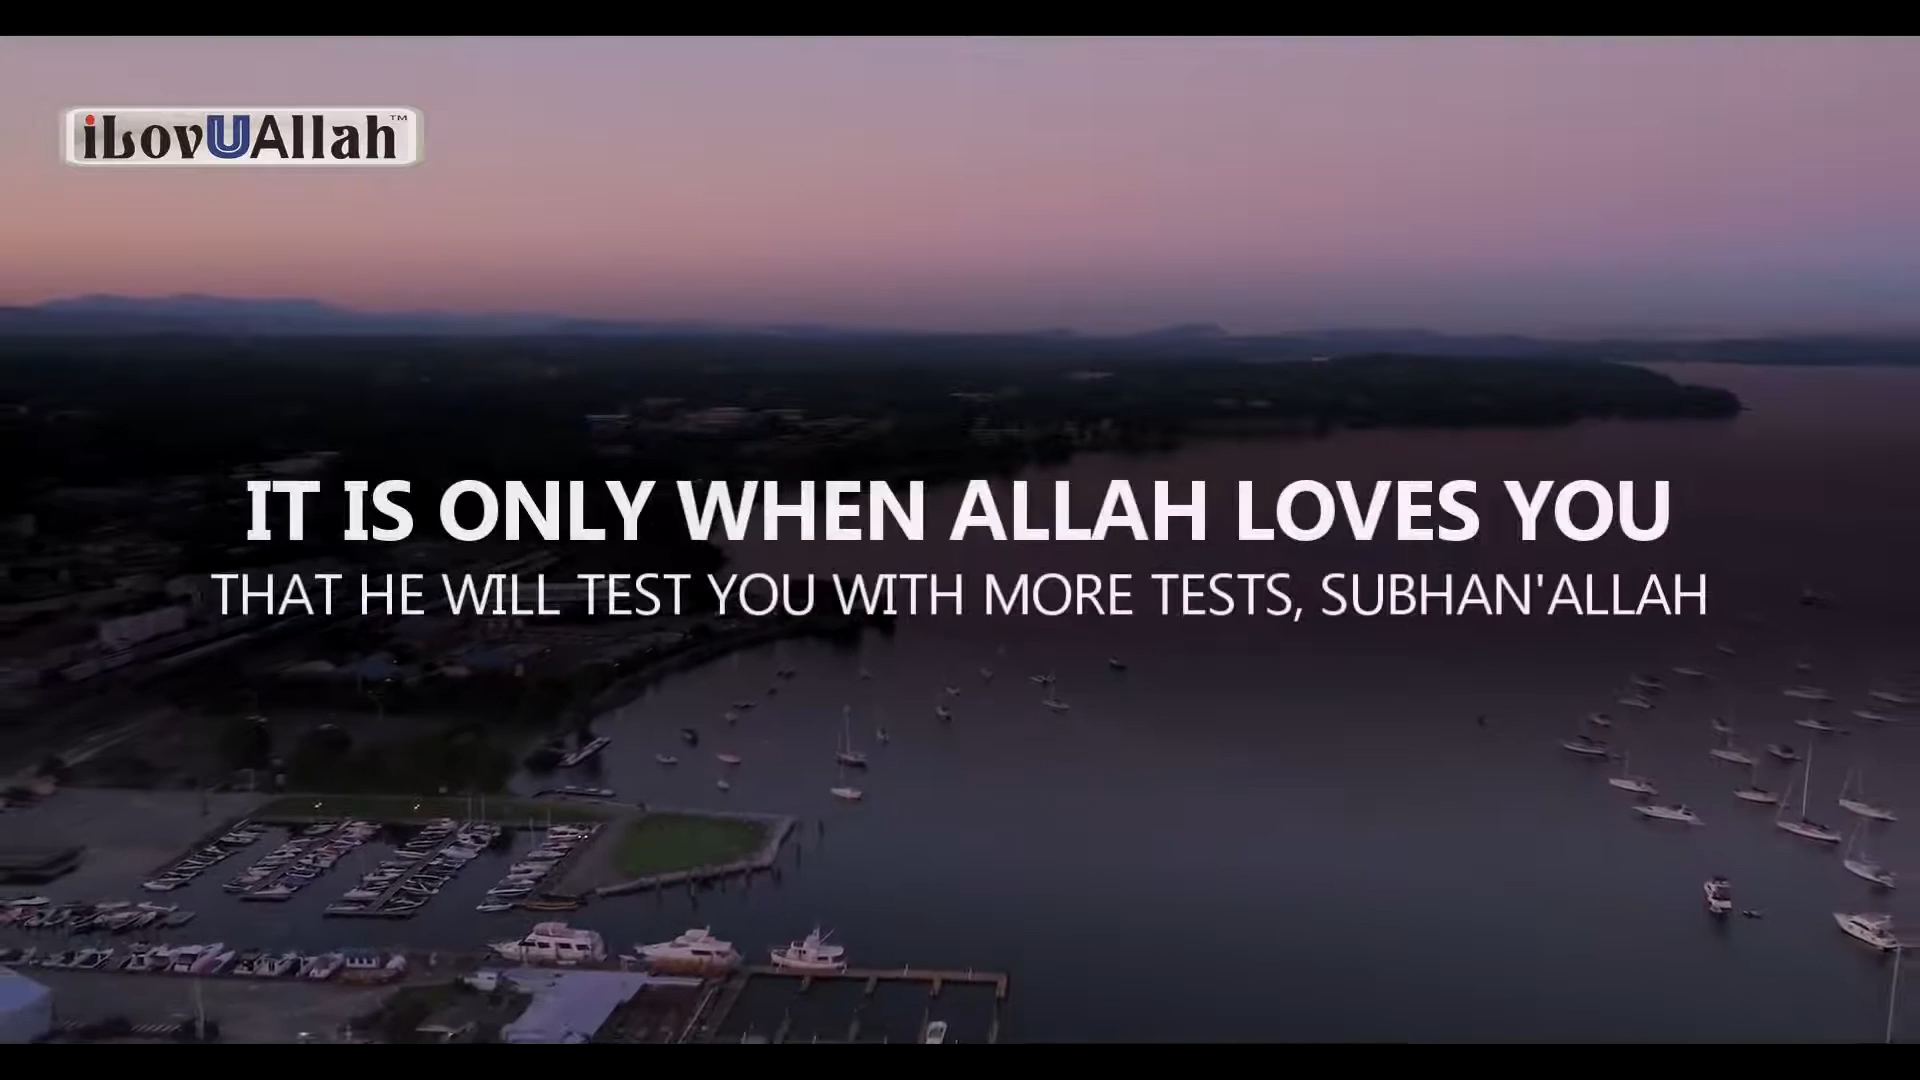 iLovUAllah™
IT IS ONLY WHEN ALLAH LOVES YOU
THAT HE WILL TEST YOU WITH MORE TESTS, SUBHAN'ALLAH